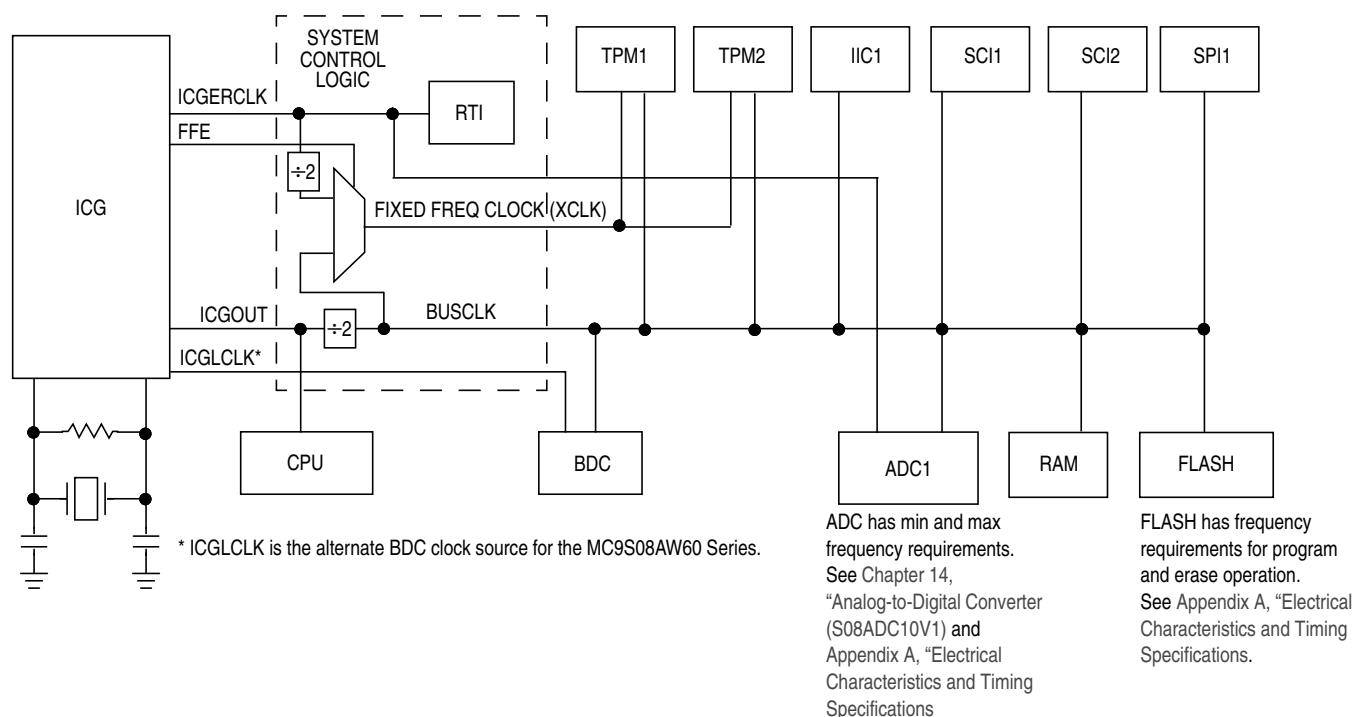 SYSTEM
CONTROL
LOGIC
TPM1
TPM2
IIC1
SCI1
SCI2
SPI1
ICGERCLK
RTI
FFE
÷2
ICG
FIXED FREQ CLOCK (XCLK)
ICGOUT
÷2
BUSCLK
ICGLCLK*
CPU
BDC
ADC1
RAM
FLASH
* ICGLCLK is the alternate BDC clock source for the MC9S08AW60 Series.
ADC has min and max
frequency requirements.
See Chapter 14,
“Analog-to-Digital Converter
(S08ADC10V1) and
Appendix A, “Electrical
Characteristics and Timing
Specifications
FLASH has frequency
requirements for program
and erase operation.
See Appendix A, “Electrical
Characteristics and Timing
Specifications.